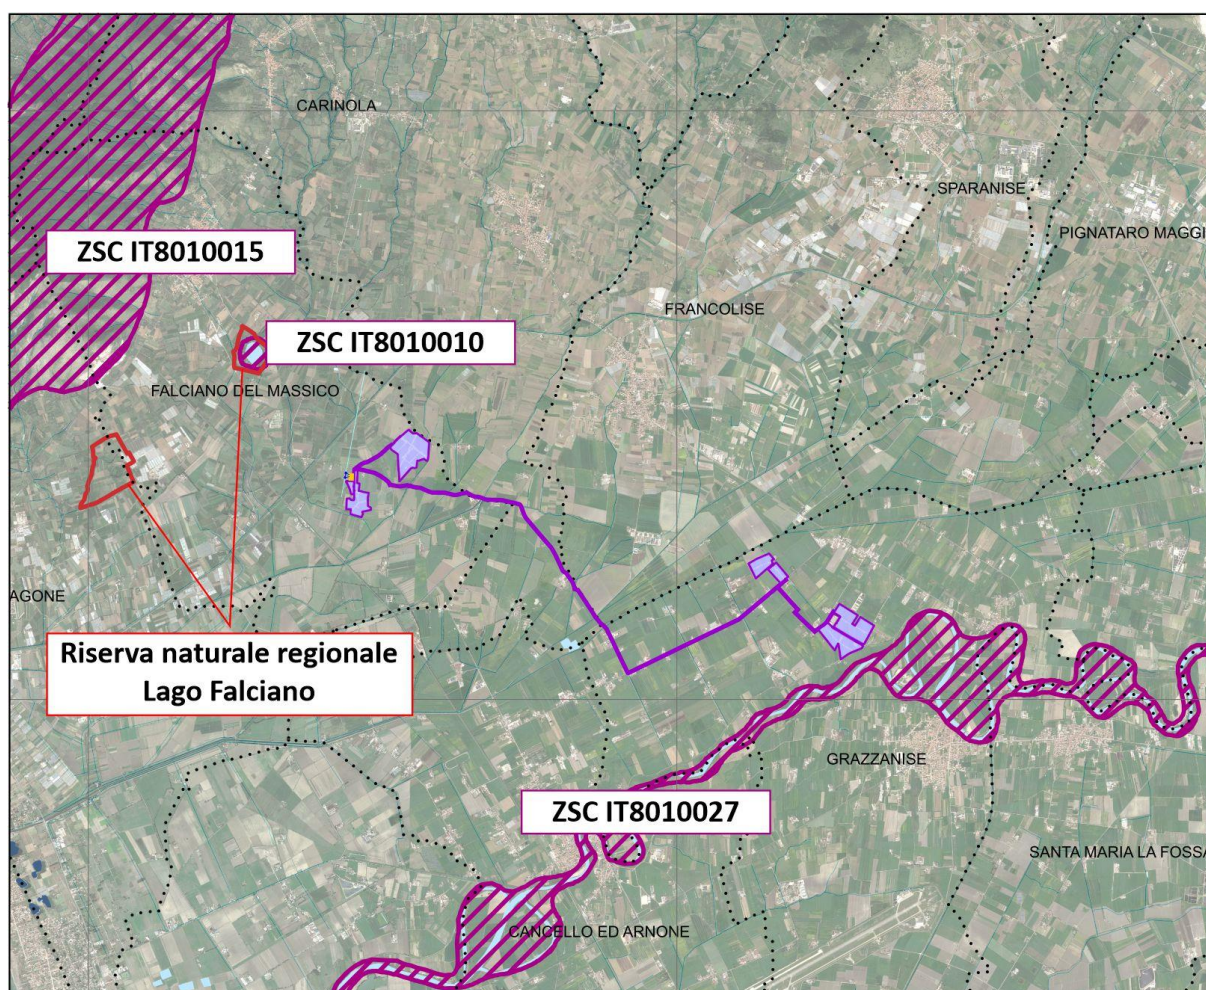 CARINOLA
SPARANISE
PIGNATARO MAGGI
ZSC IT8010015
FRANCOLISE
ZSC IT8010010
FALCIANO DEL MASSICO
AGONE
Riserva naturale regionale
Lago Falciano
GRAZZANISE
ZSC IT8010027
SANTA MARIA LA FOSSA
CANCELLO ED ARNONE